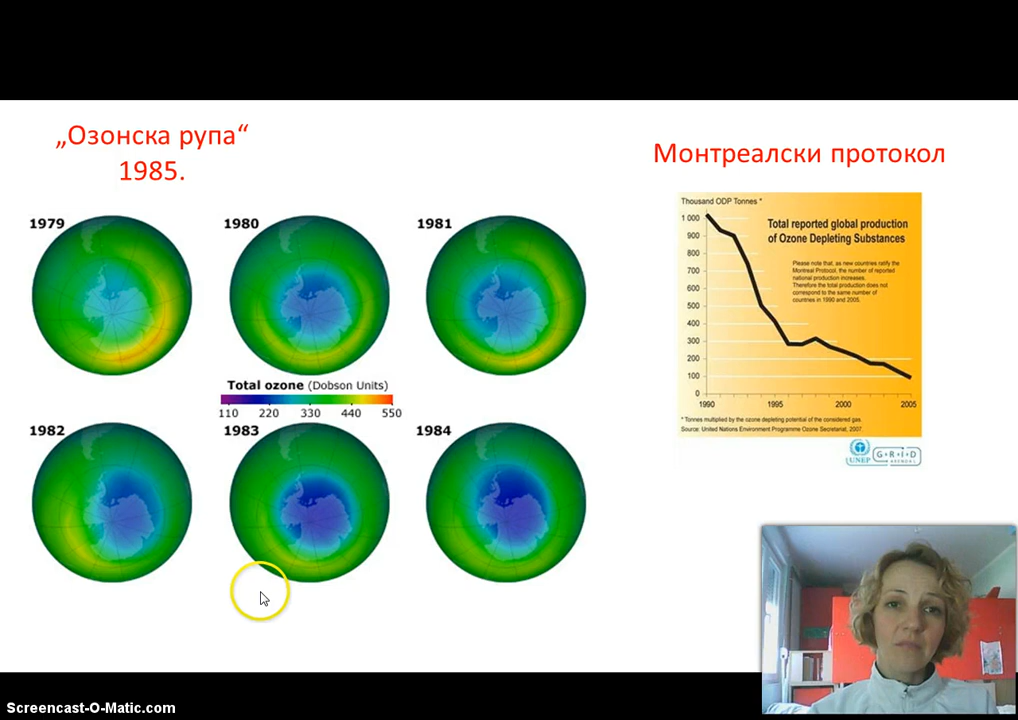 „Озонска рупа“
1985.
Монтреалски протокол
1979
1980
1981
Total ozone (Dobson Units)
110 220 330 440 550
1982
1983
1984
Thousand ODP Tonnes *
Total reported global production
of Ozone Depleting Substances
Please note that, as new countries ratify the
Montreal Protocol, the number of reported
national production increases.
Therefore the total production does not
correspond to the same number of
countries in 1990 and 2005.
1 000
900
800
700
600
500
400
300
200
100
0
1990 1995 2000 2005
* Tonnes multiplied by the ozone depleting potential of the considered gas.
Source: United Nations Environment Programme Ozone Secretariat, 2007.
UNEP
G R I D
ARENDAL
Screencast-O-Matic.com